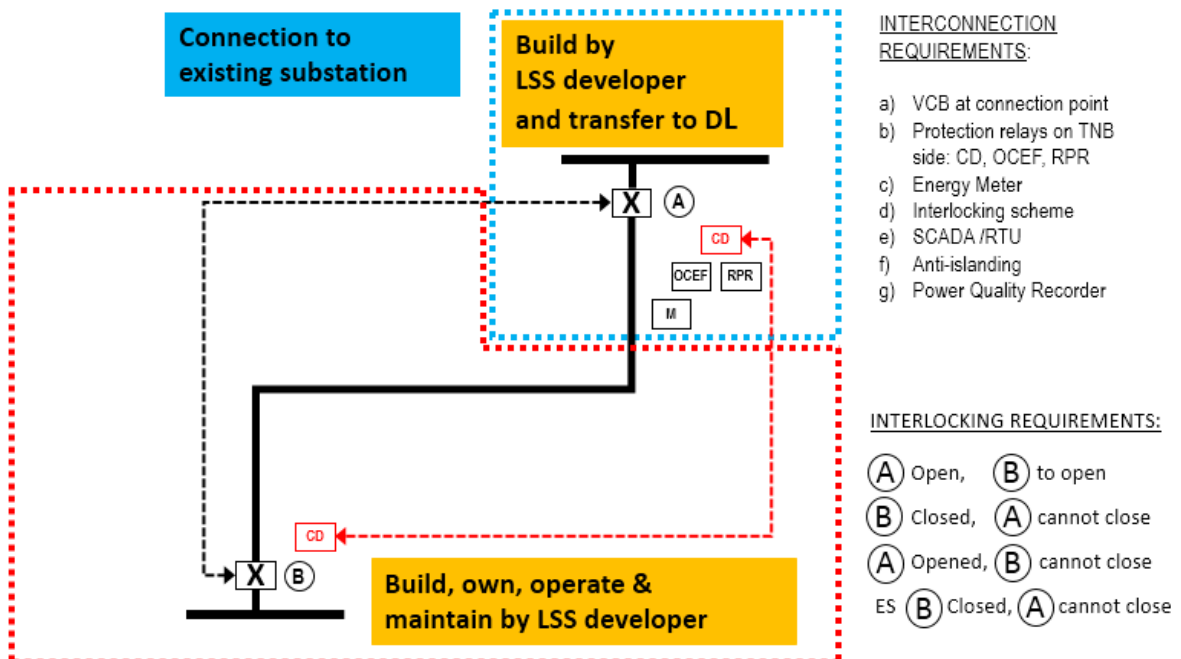 Connection to
existing substation
Build by
LSS developer
and transfer to DL
X
A
CD
OCEF
RPR
M
CD
X
B
Build, own, operate &
maintain by LSS developer
INTERCONNECTION
REQUIREMENTS:
a) VCB at connection point
b) Protection relays on TNB
side: CD, OCEF, RPR
c) Energy Meter
d) Interlocking scheme
e) SCADA /RTU
f) Anti-islanding
g) Power Quality Recorder
INTERLOCKING REQUIREMENTS:
A Open, B to open
B Closed, A cannot close
A Opened, B cannot close
ES B Closed, A cannot close